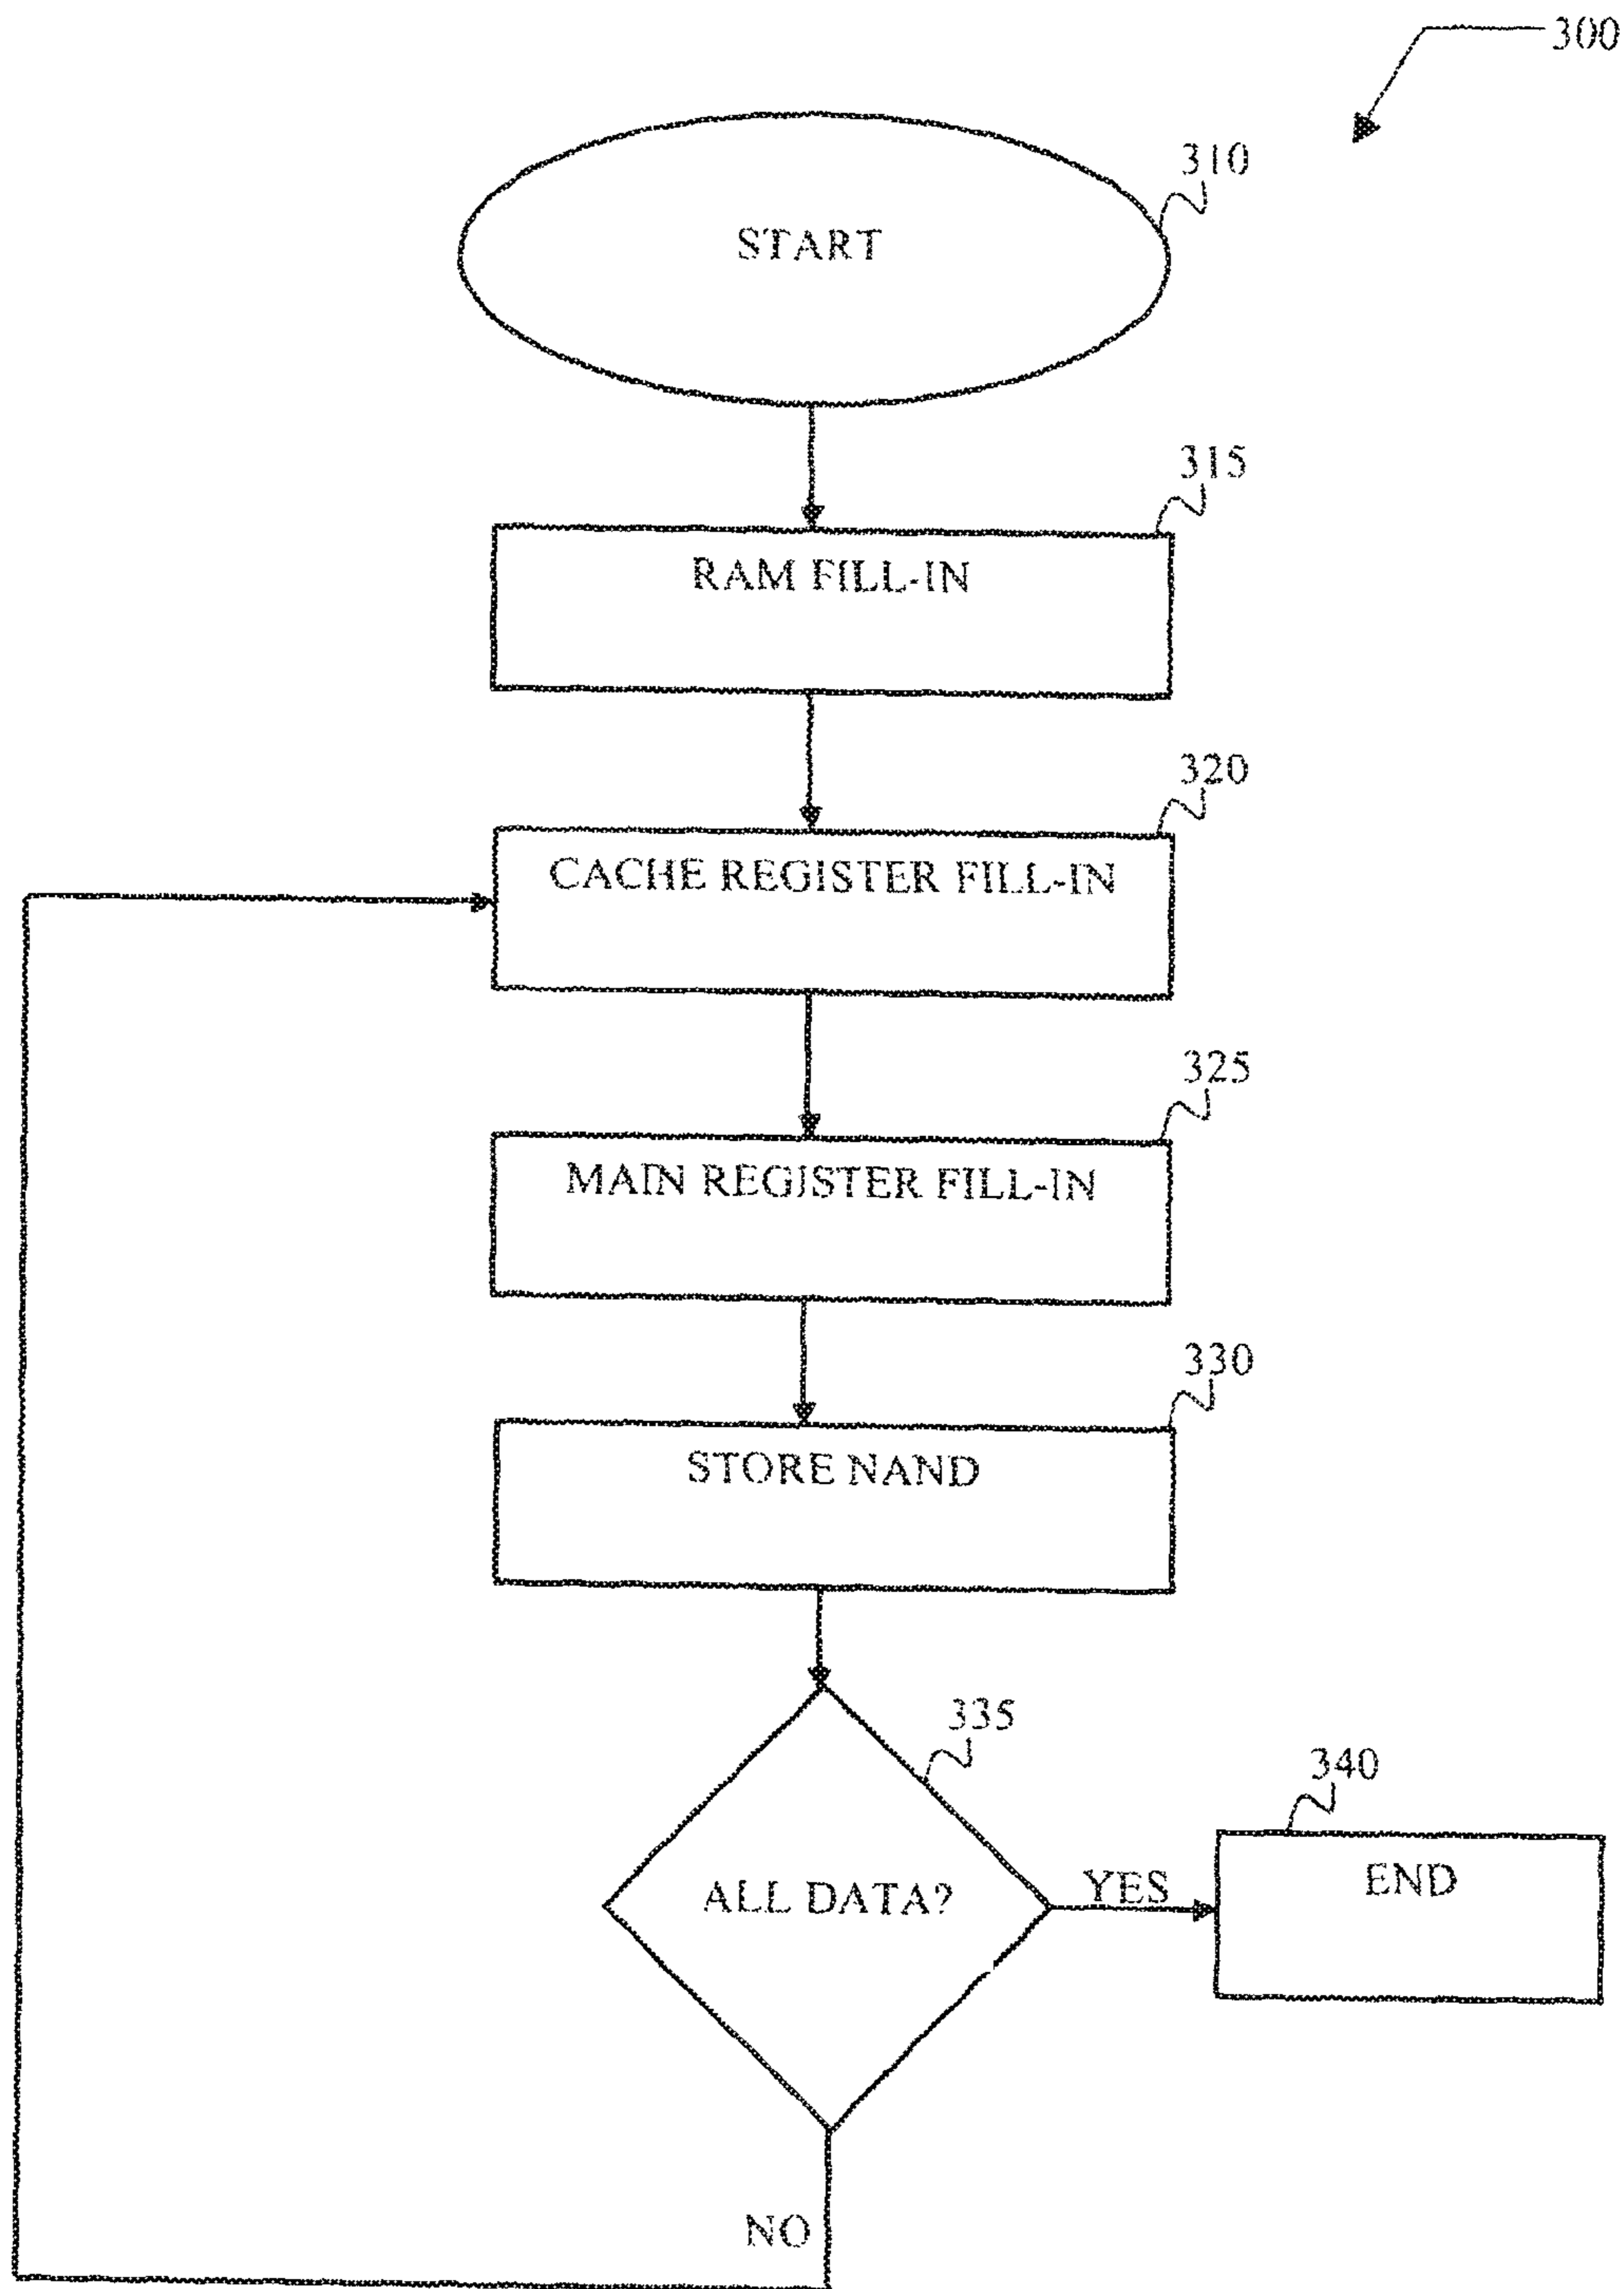 300
310
START
315
RAM FILL-IN
320
CACHE REGISTER FILL-IN
325
MAIN REGISTER FILL-IN
330
STORE NAND
335
340
ALL DATA?
YES
END
NO